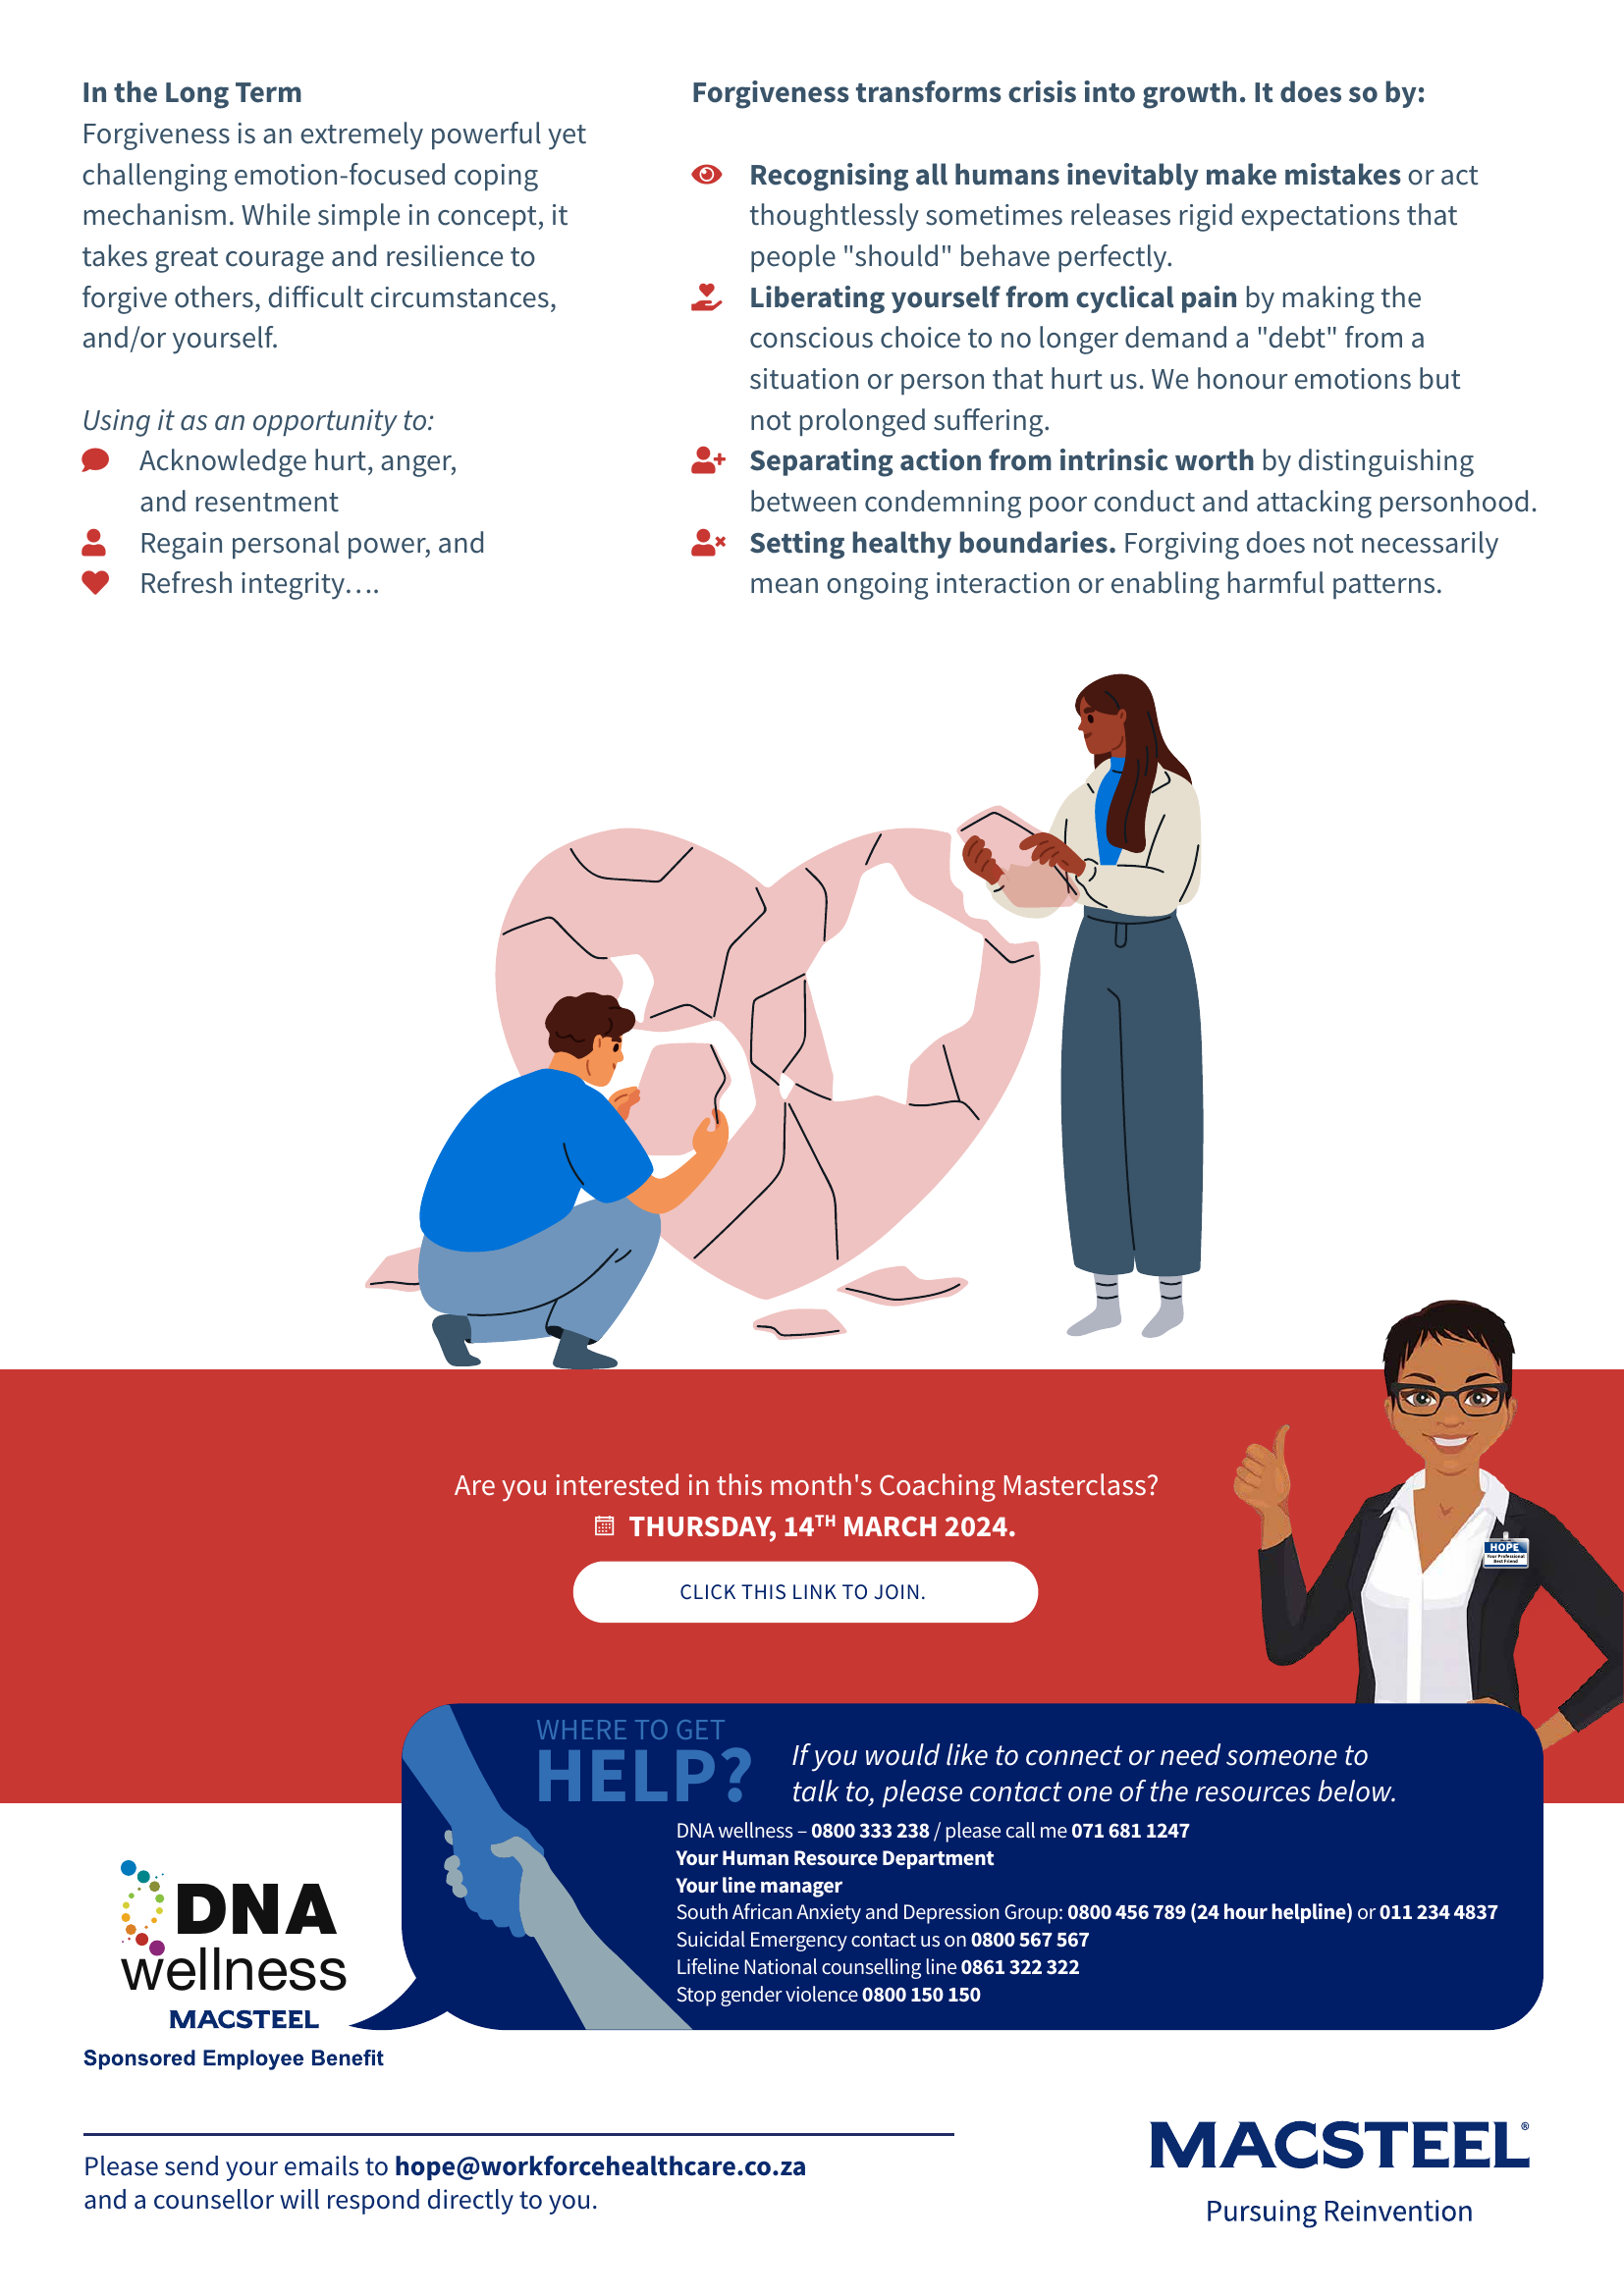 In the Long Term
Forgiveness is an extremely powerful yet
challenging emotion-focused coping
mechanism. While simple in concept, it
takes great courage and resilience to
forgive others, difficult circumstances,
and/or yourself.
Using it as an opportunity to:
Acknowledge hurt, anger,
and resentment
Regain personal power, and
Refresh integrity….
Forgiveness transforms crisis into growth. It does so by:
Recognising all humans inevitably make mistakes or act
thoughtlessly sometimes releases rigid expectations that
people "should" behave perfectly.
Liberating yourself from cyclical pain by making the
conscious choice to no longer demand a "debt" from a
situation or person that hurt us. We honour emotions but
not prolonged suffering.
Separating action from intrinsic worth by distinguishing
between condemning poor conduct and attacking personhood.
Setting healthy boundaries. Forgiving does not necessarily
mean ongoing interaction or enabling harmful patterns.
Are you interested in this month's Coaching Masterclass?
THURSDAY, 14TH MARCH 2024.
CLICK THIS LINK TO JOIN.
HOPE
Your Professional
Best Friend
WHERE TO GET
HELP?
If you would like to connect or need someone to
talk to, please contact one of the resources below.
DNA wellness – 0800 333 238 / please call me 071 681 1247
Your Human Resource Department
Your line manager
South African Anxiety and Depression Group: 0800 456 789 (24 hour helpline) or 011 234 4837
Suicidal Emergency contact us on 0800 567 567
Lifeline National counselling line 0861 322 322
Stop gender violence 0800 150 150
DNA
wellness
MACSTEEL
Sponsored Employee Benefit
Please send your emails to hope@workforcehealthcare.co.za
and a counsellor will respond directly to you.
MACSTEEL®
Pursuing Reinvention